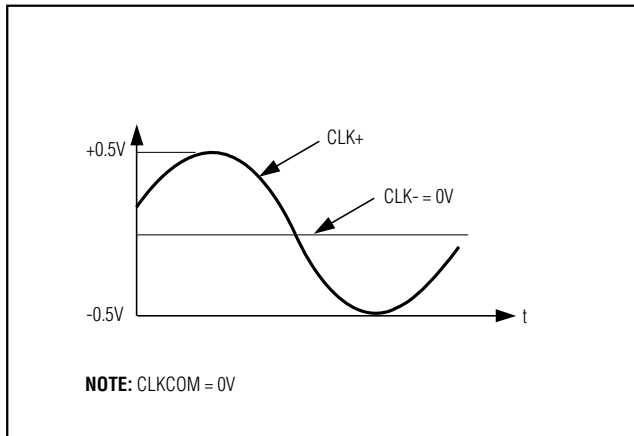 +0.5V
CLK+
CLK- = 0V
-0.5V
t
NOTE: CLKCOM = 0V